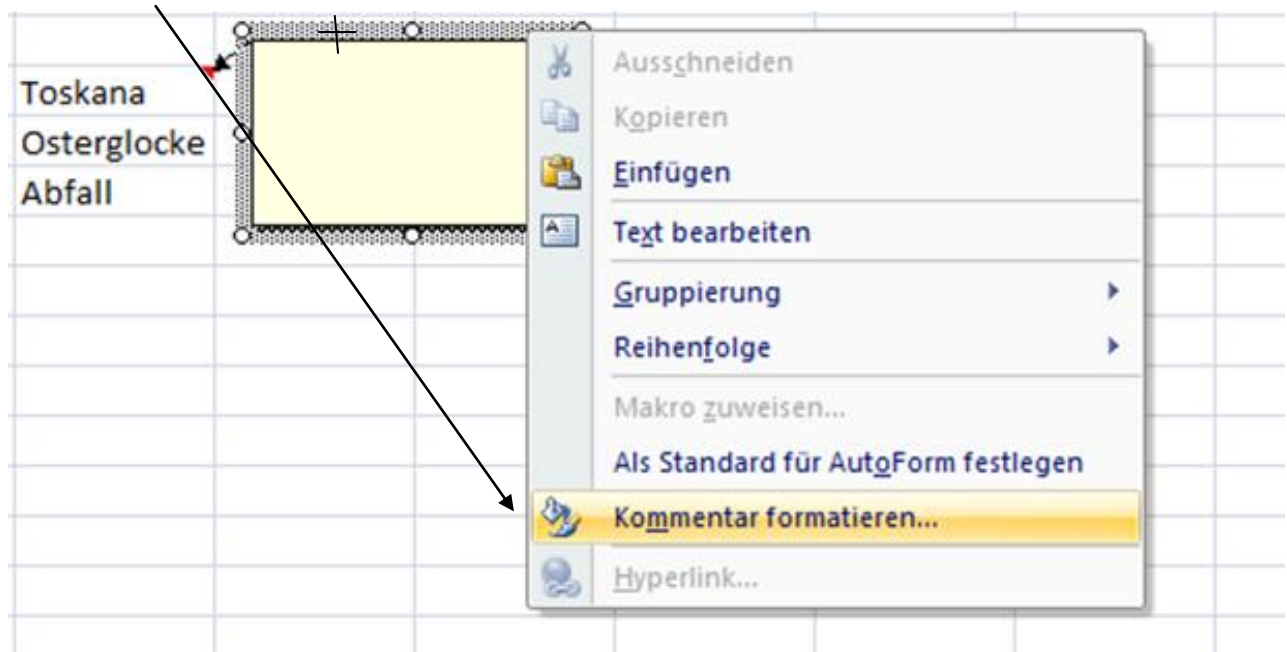 Toskana
Osterglocke
Abfall
Ausschneiden
Kopieren
Einfügen
Text bearbeiten
Gruppierung
Reihenfolge
Makro zuweisen...
Als Standard für AutoForm festlegen
Kommentar formatieren...
Hyperlink...